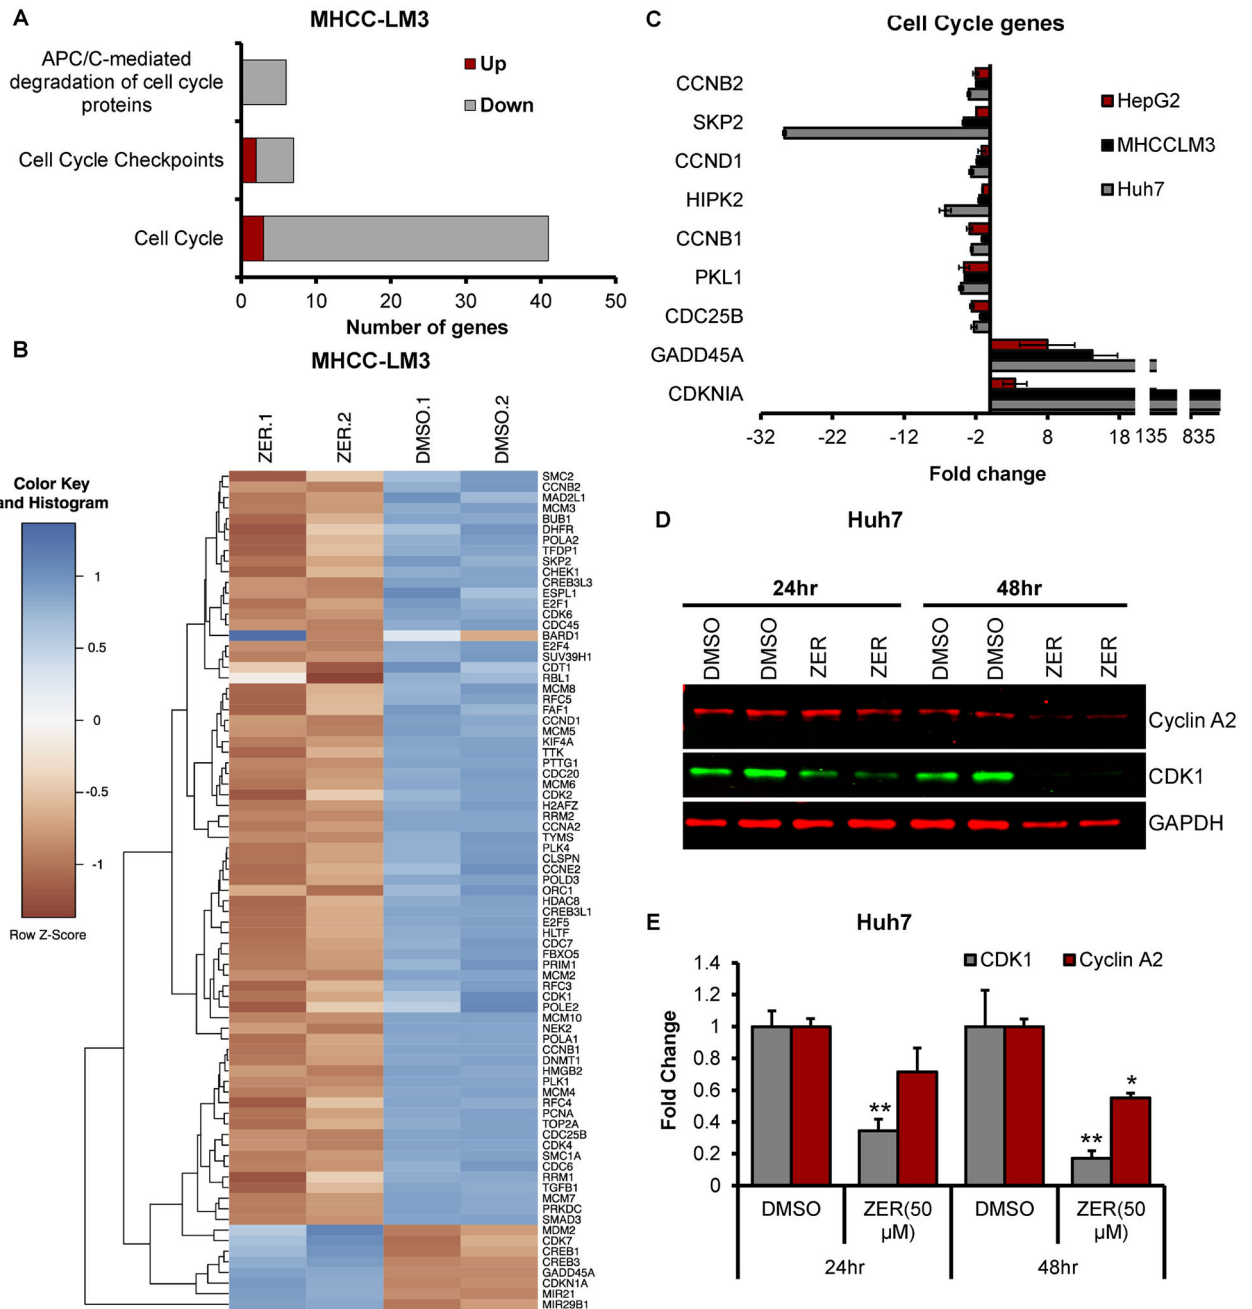 A
MHCC-LM3
APC/C-mediated
degradation of cell cycle
proteins
Cell Cycle Checkpoints
Cell Cycle
Up
Down
0 10 20 30 40 50
Number of genes
B
MHCC-LM3
ZER.1 ZER.2 DMSO.1 DMSO.2
Color Key
and Histogram
1
0.5
0
-0.5
-1
Row Z-Score
SMC2
CCNB2
MAD2L1
MCM3
BUB1
DHFR
POLA2
TFDP1
SKP2
CHEK1
CREB3L3
ESPL1
E2F1
CDK6
CDC45
BARD1
E2F4
SUV39H1
CDT1
RBL1
MCM8
RFC5
FAF1
CCND1
MCM5
KIF4A
TTK
PTTG1
CDC20
MCM6
CDK2
H2AFZ
RRM2
CCNA2
TYMS
PLK4
CLSPN
CCNE2
POLD3
ORC1
HDAC8
CREB3L1
E2F5
HLTF
CDC7
FBXO5
PRIM1
MCM2
RFC3
CDK1
POLE2
MCM10
NEK2
POLA1
CCNB1
DNMT1
HMGB2
PLK1
MCM4
RFC4
PCNA
TOP2A
CDC25B
CDK4
SMC1A
CDC6
RRM1
TGFB1
MCM7
PRKDC
SMAD3
MDM2
CDK7
CREB1
CREB3
GADD45A
CDKN1A
MIR21
MIR29B1
C
Cell Cycle genes
CCNB2
SKP2
CCND1
HIPK2
CCNB1
PKL1
CDC25B
GADD45A
CDKNIA
HepG2
MHCCLM3
Huh7
-32 -22 -12 -2 8 18 135 835
Fold change
D
Huh7
24hr 48hr
DMSO DMSO ZER ZER DMSO DMSO ZER ZER
Cyclin A2
CDK1
GAPDH
E
Huh7
CDK1 Cyclin A2
Fold Change
1.4
1.2
1
0.8
0.6
0.4
0.2
0
** ** *
DMSO ZER(50 DMSO ZER(50
µM) µM)
24hr 48hr